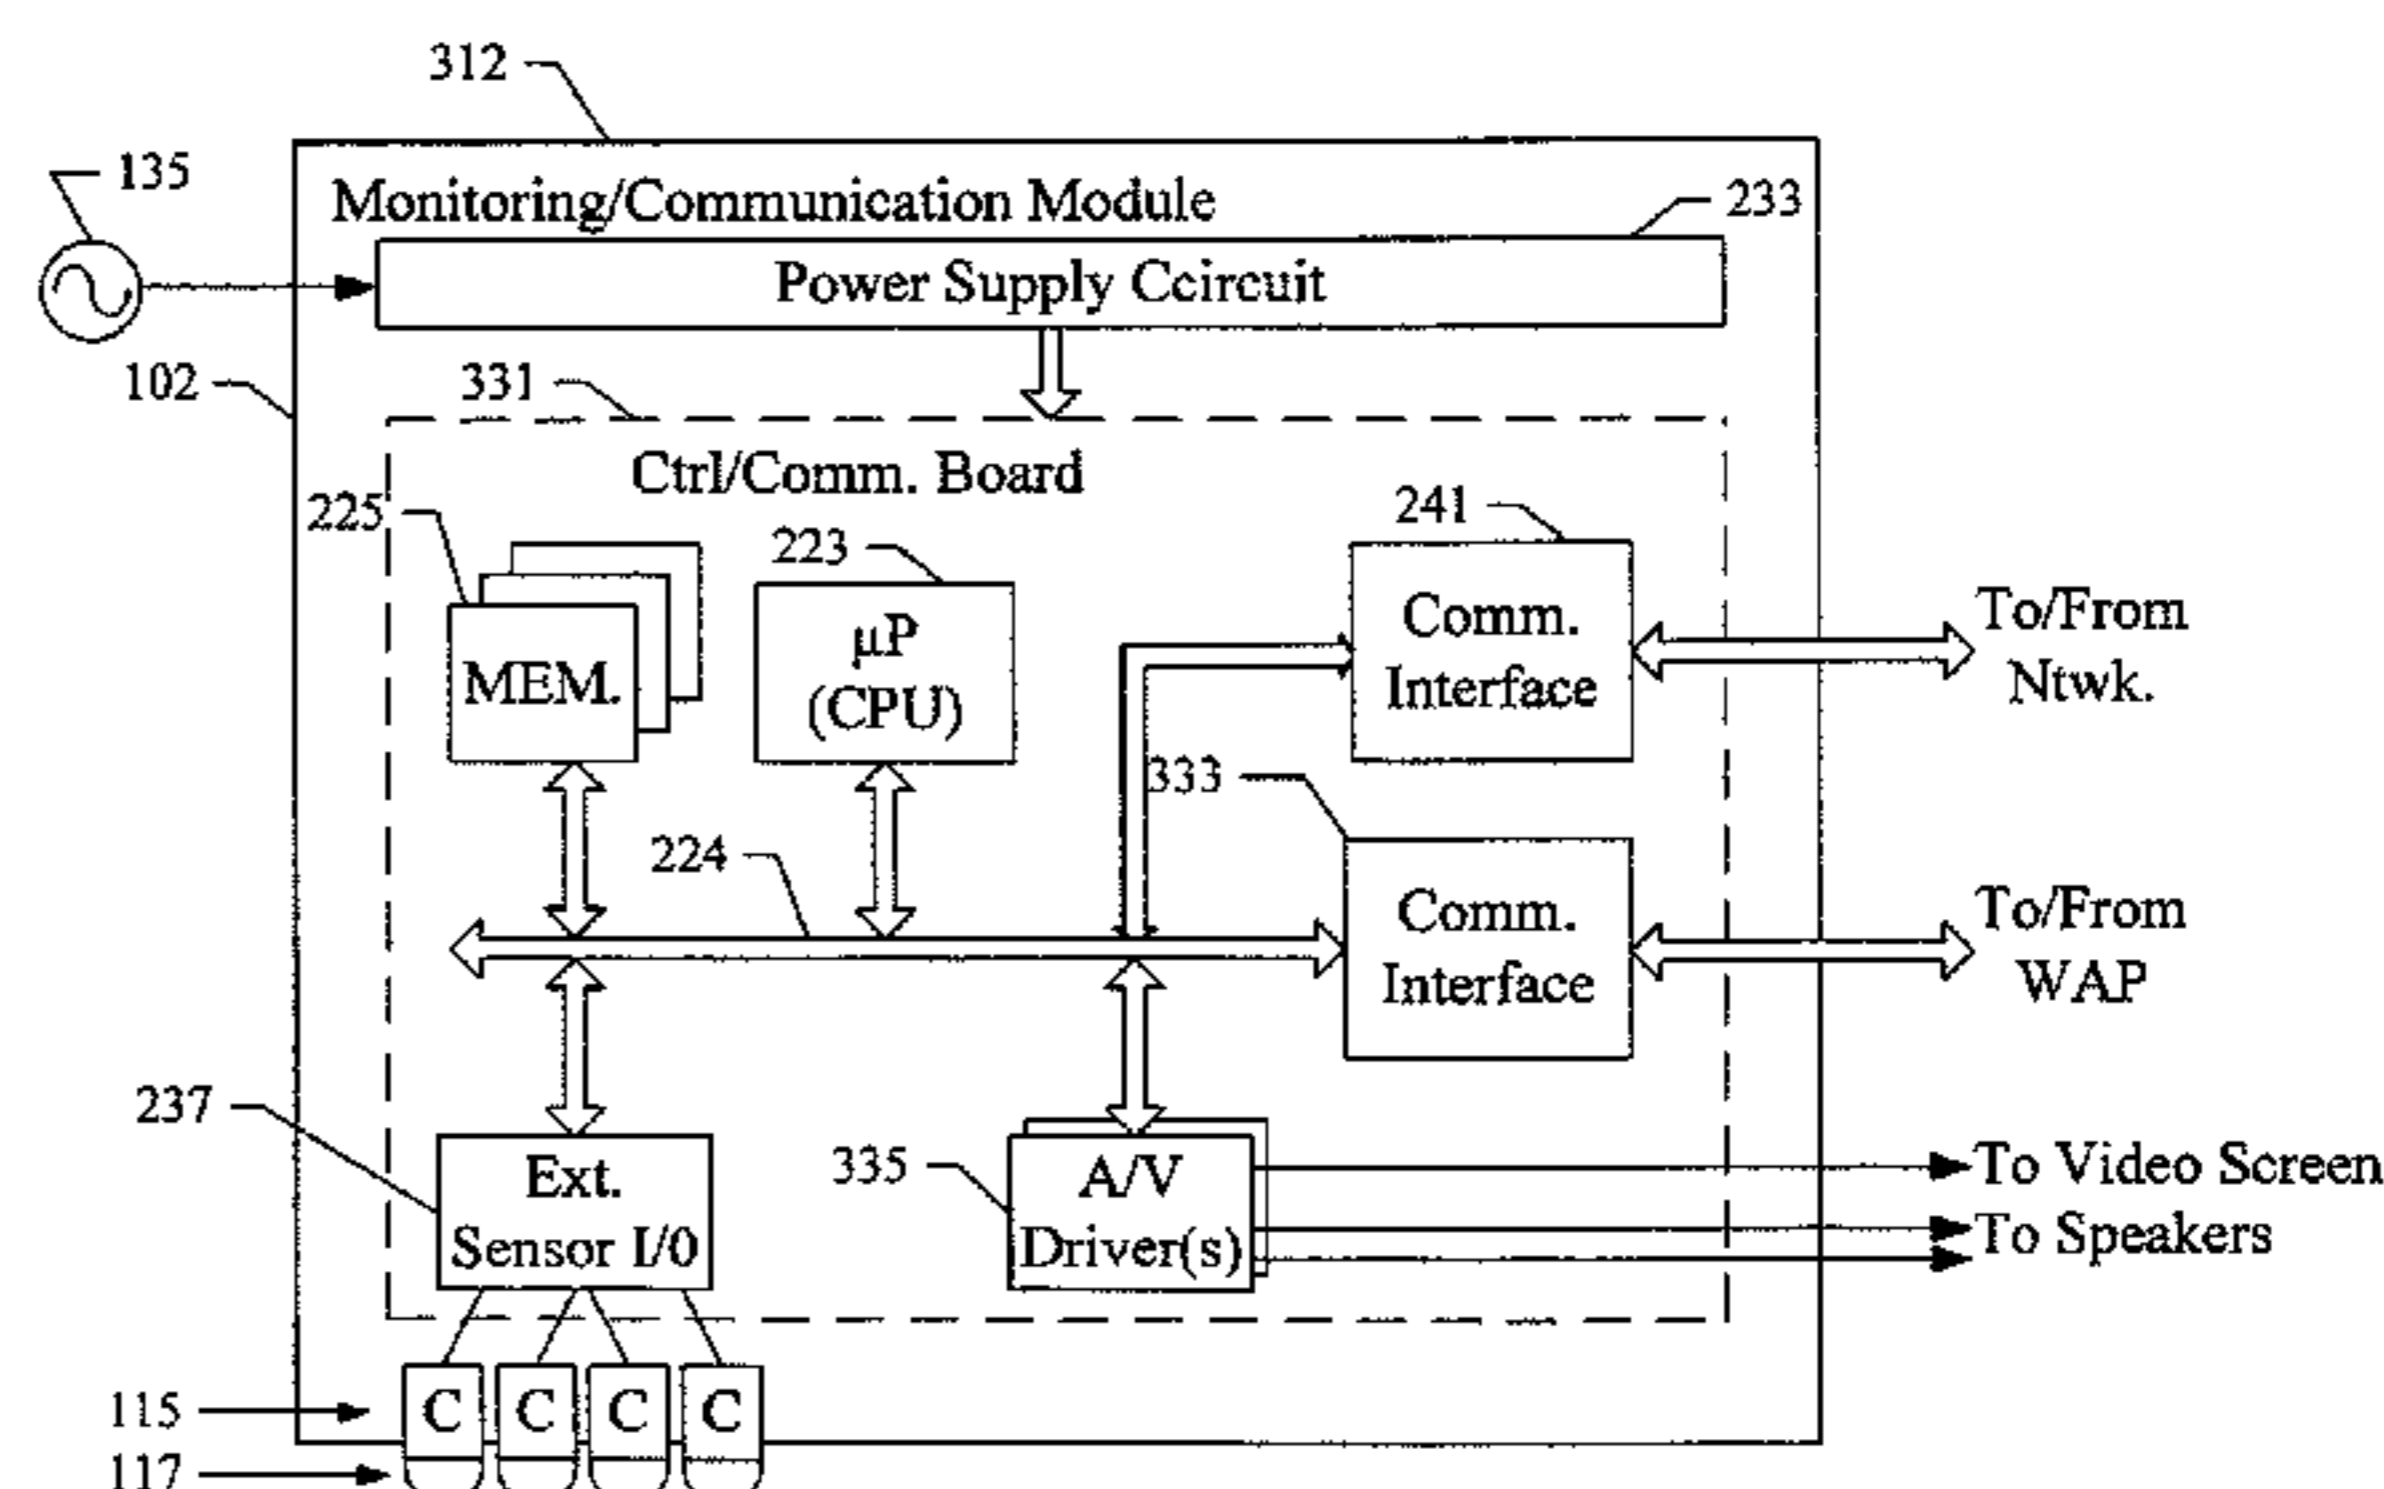 312
135
Monitoring/Communication Module
233
Power Supply Ccircuit
102
331
Ctrl/Comm. Board
225
223
241
MEM.
µP
(CPU)
Comm.
Interface
To/From
Ntwk.
333
224
Comm.
Interface
To/From
WAP
237
Ext.
Sensor I/0
335
A/V
Driver(s)
To Video Screen
To Speakers
115
C C C C
117